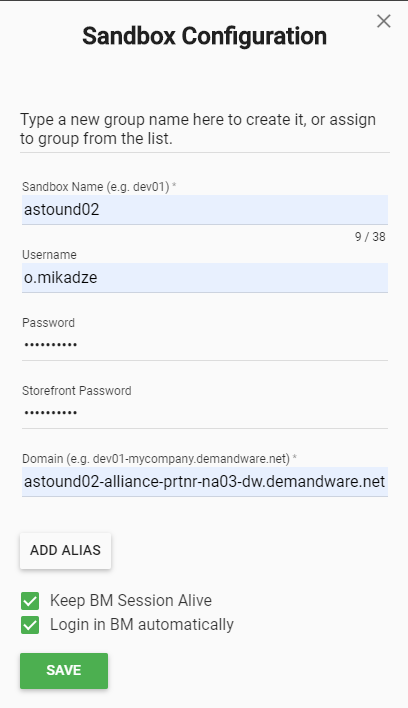 Sandbox Configuration
Type a new group name here to create it, or assign
to group from the list.
Sandbox Name (e.g. dev01) *
astound02
9 / 38
Username
o.mikadze
Password
••••••••••
Storefront Password
••••••••••
Domain (e.g. dev01-mycompany.demandware.net) *
astound02-alliance-prtnr-na03-dw.demandware.net
ADD ALIAS
Keep BM Session Alive
Login in BM automatically
SAVE